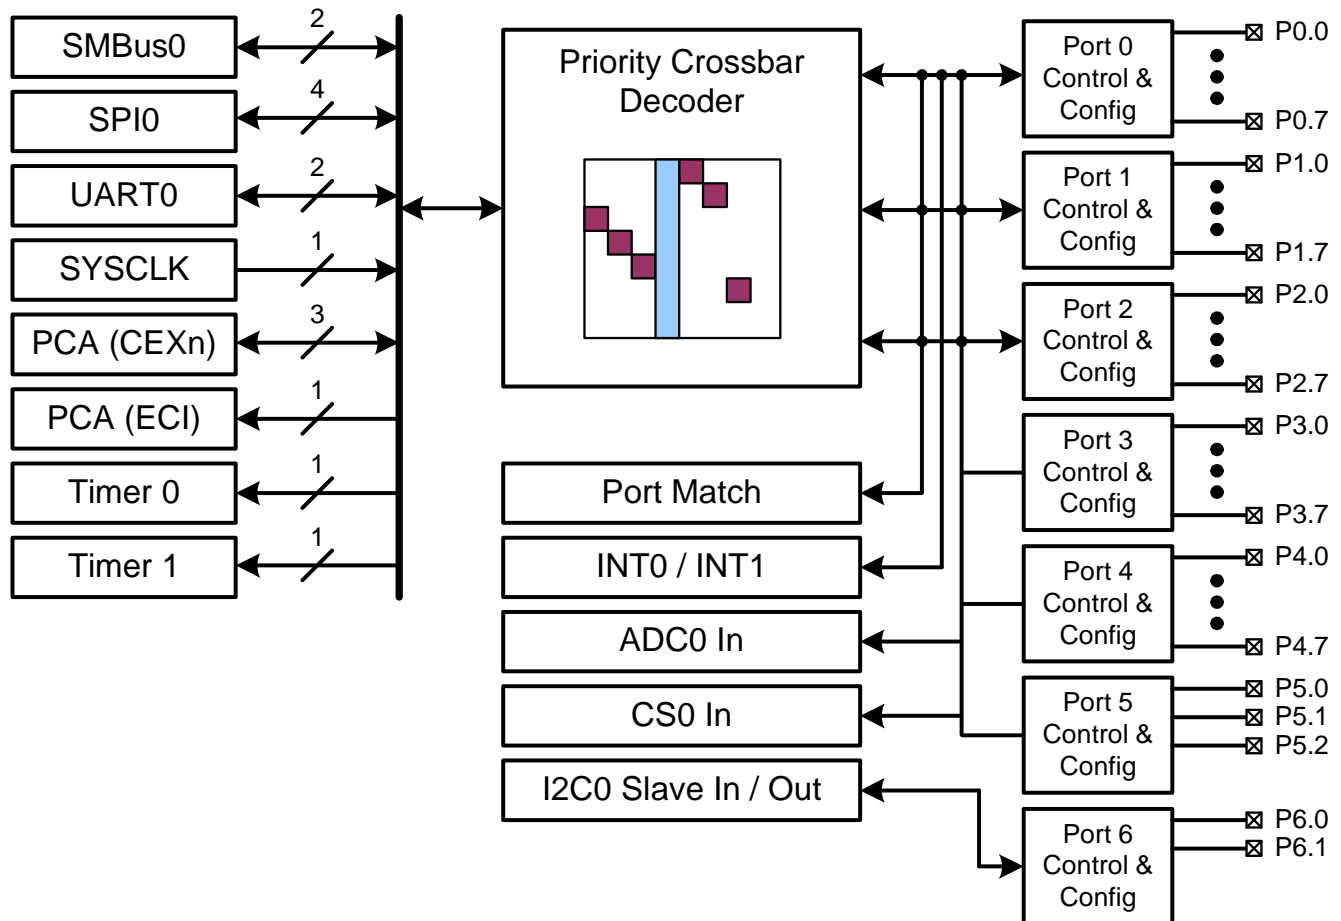 2
SMBus0
4
SPI0
2
UART0
1
SYSCLK
3
PCA (CEXn)
1
PCA (ECI)
1
Timer 0
1
Timer 1
Priority Crossbar
Decoder
Port Match
INT0 / INT1
ADC0 In
CS0 In
I2C0 Slave In / Out
Port 0
Control &
Config
P0.0
P0.7
Port 1
Control &
Config
P1.0
P1.7
Port 2
Control &
Config
P2.0
P2.7
Port 3
Control &
Config
P3.0
P3.7
Port 4
Control &
Config
P4.0
P4.7
Port 5
Control &
Config
P5.0
P5.1
P5.2
Port 6
Control &
Config
P6.0
P6.1